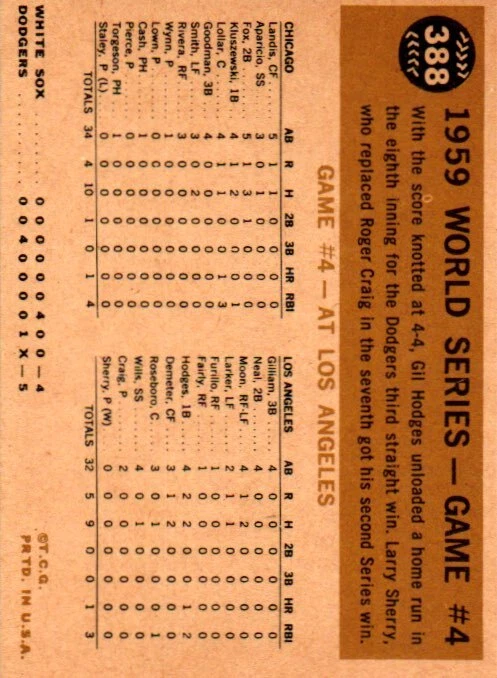 388
1959 WORLD SERIES — GAME #4
With the score knotted at 4-4, Gil Hodges unloaded a home run in
the eighth inning for the Dodgers third straight win. Larry Sherry,
who replaced Roger Craig in the seventh got his second Series win.
GAME #4 — AT LOS ANGELES
CHICAGO AB R H 2B 3B HR RBI
Landis, CF 5 1 1 0 0 0 0
Aparicio, SS 3 0 1 0 0 0 0
Fox, 2B 5 1 3 1 0 0 0
Kluszewski, 1B 4 1 2 0 0 0 1
Lollar, C 4 1 1 0 0 1 3
Goodman, 3B 4 0 0 0 0 0 0
Smith, LF 3 0 2 0 0 0 0
Rivera, RF 3 0 0 0 0 0 0
Wynn, P 1 0 0 0 0 0 0
Lown, P 0 0 0 0 0 0 0
Cash, PH 1 0 0 0 0 0 0
Pierce, P 0 0 0 0 0 0 0
Torgeson, PH 1 0 0 0 0 0 0
Staley, P (L) 0 0 0 0 0 0 0
TOTALS 34 4 10 1 0 1 4
LOS ANGELES AB R H 2B 3B HR RBI
Gilliam, 3B 4 0 0 0 0 0 0
Neal, 2B 4 0 0 0 0 0 0
Moon, RF-LF 4 1 2 0 0 0 0
Larker, LF 2 1 1 0 0 0 0
Furillo, RF 1 0 0 0 0 0 0
Fairly, RF 1 0 0 0 0 0 0
Hodges, 1B 4 2 2 0 0 1 2
Demeter, CF 3 1 2 0 0 0 0
Roseboro, C 3 0 1 0 0 0 1
Wills, SS 4 0 1 0 0 0 0
Craig, P 2 0 0 0 0 0 0
Sherry, P (W) 0 0 0 0 0 0 0
TOTALS 32 5 9 0 0 1 3
WHITE SOX 0 0 0 0 0 0 4 0 0 — 4
DODGERS 0 0 4 0 0 0 0 1 X — 5
©T.C.G.
PRTD. IN U.S.A.